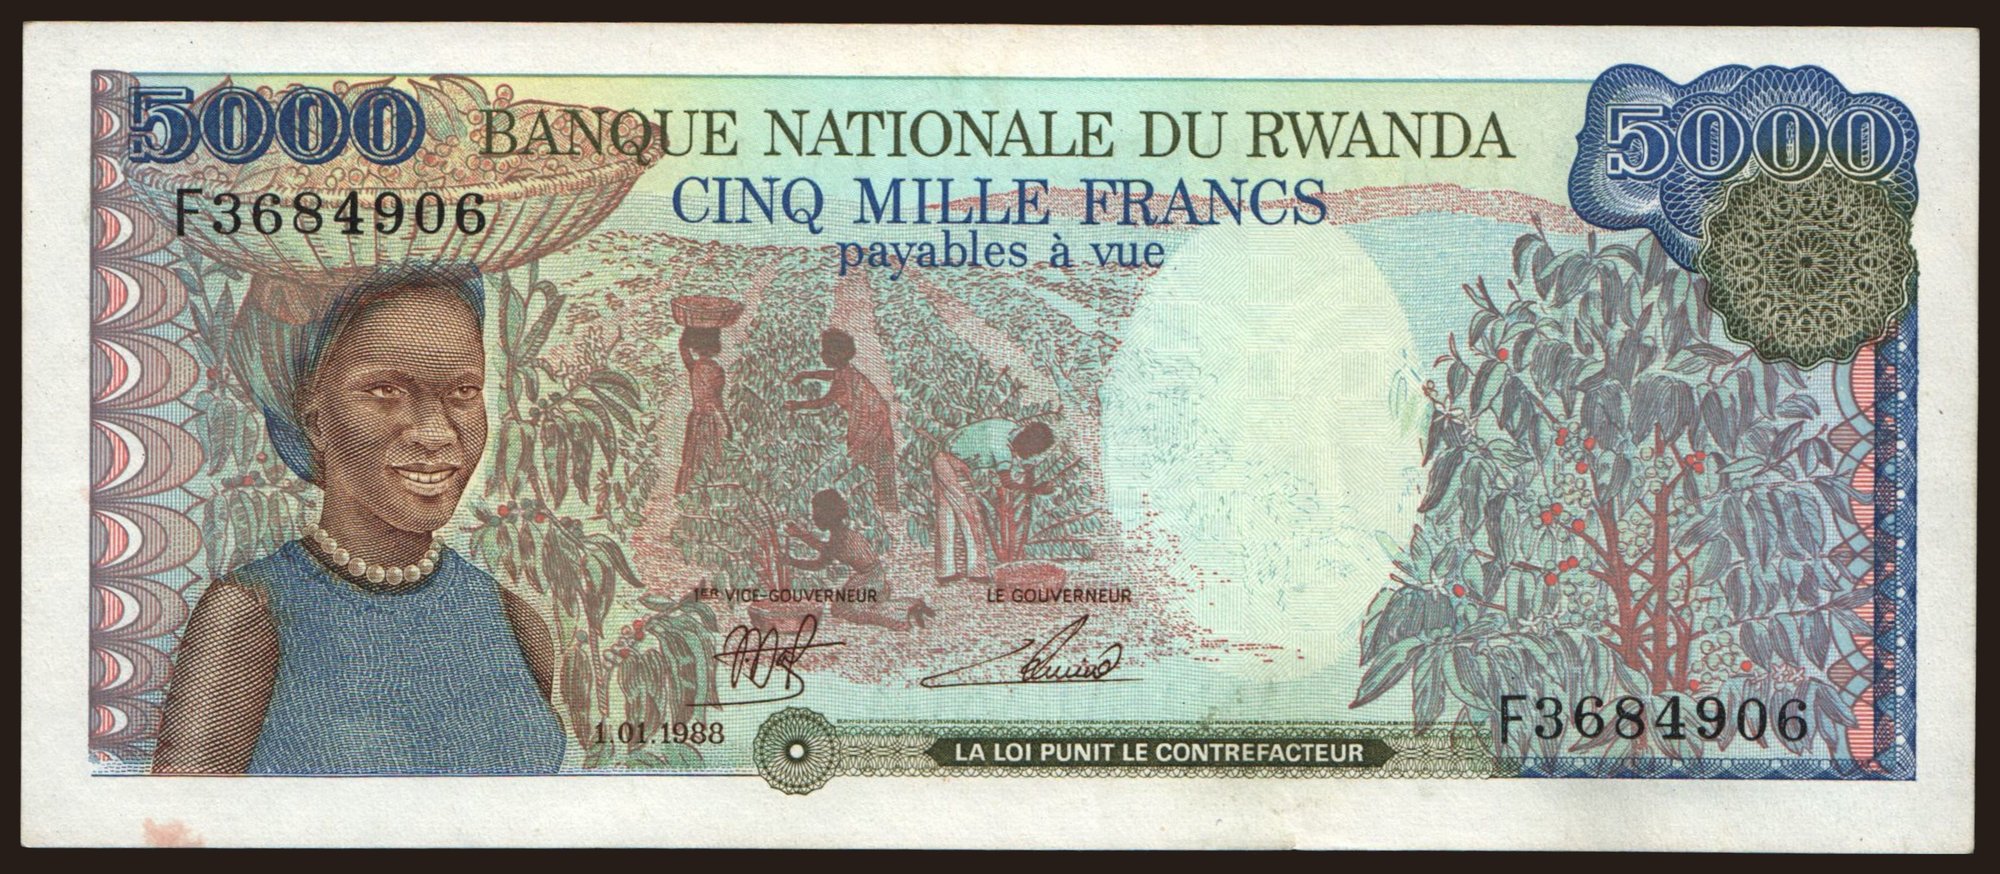 5000 BANQUE NATIONALE DU RWANDA 5000
CINQ MILLE FRANCS
payables à vue
F3684906
1ER VICE-GOUVERNEUR LE GOUVERNEUR
1.01.1988
F3684906
LA LOI PUNIT LE CONTREFACTEUR